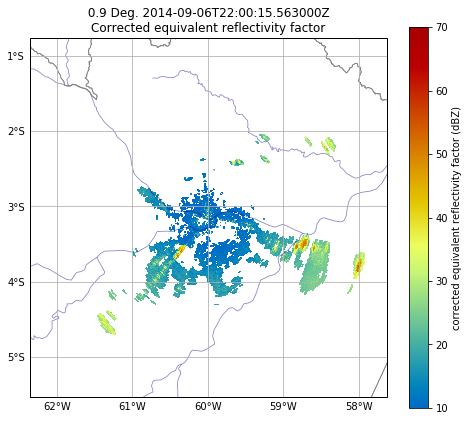 0.9 Deg. 2014-09-06T22:00:15.563000Z
Corrected equivalent reflectivity factor
1°S
2°S
3°S
4°S
5°S
62°W
61°W
60°W
59°W
58°W
70
60
50
40
30
20
10
corrected equivalent reflectivity factor (dBZ)